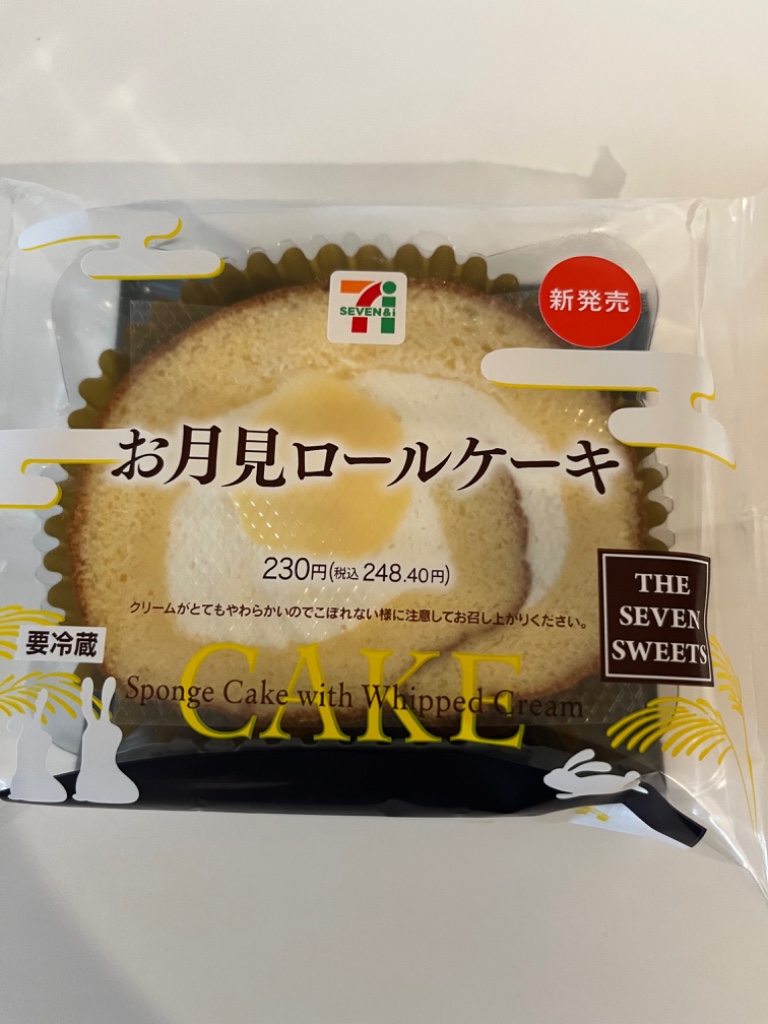 SEVEN&i
新発売
お月見ロールケーキ
230円(税込 248.40円)
クリームがとてもやわらかいのでこぼれない様に注意してお召し上がりください。
THE
SEVEN
SWEETS
要冷蔵
CAKE
Sponge Cake with Whipped Cream